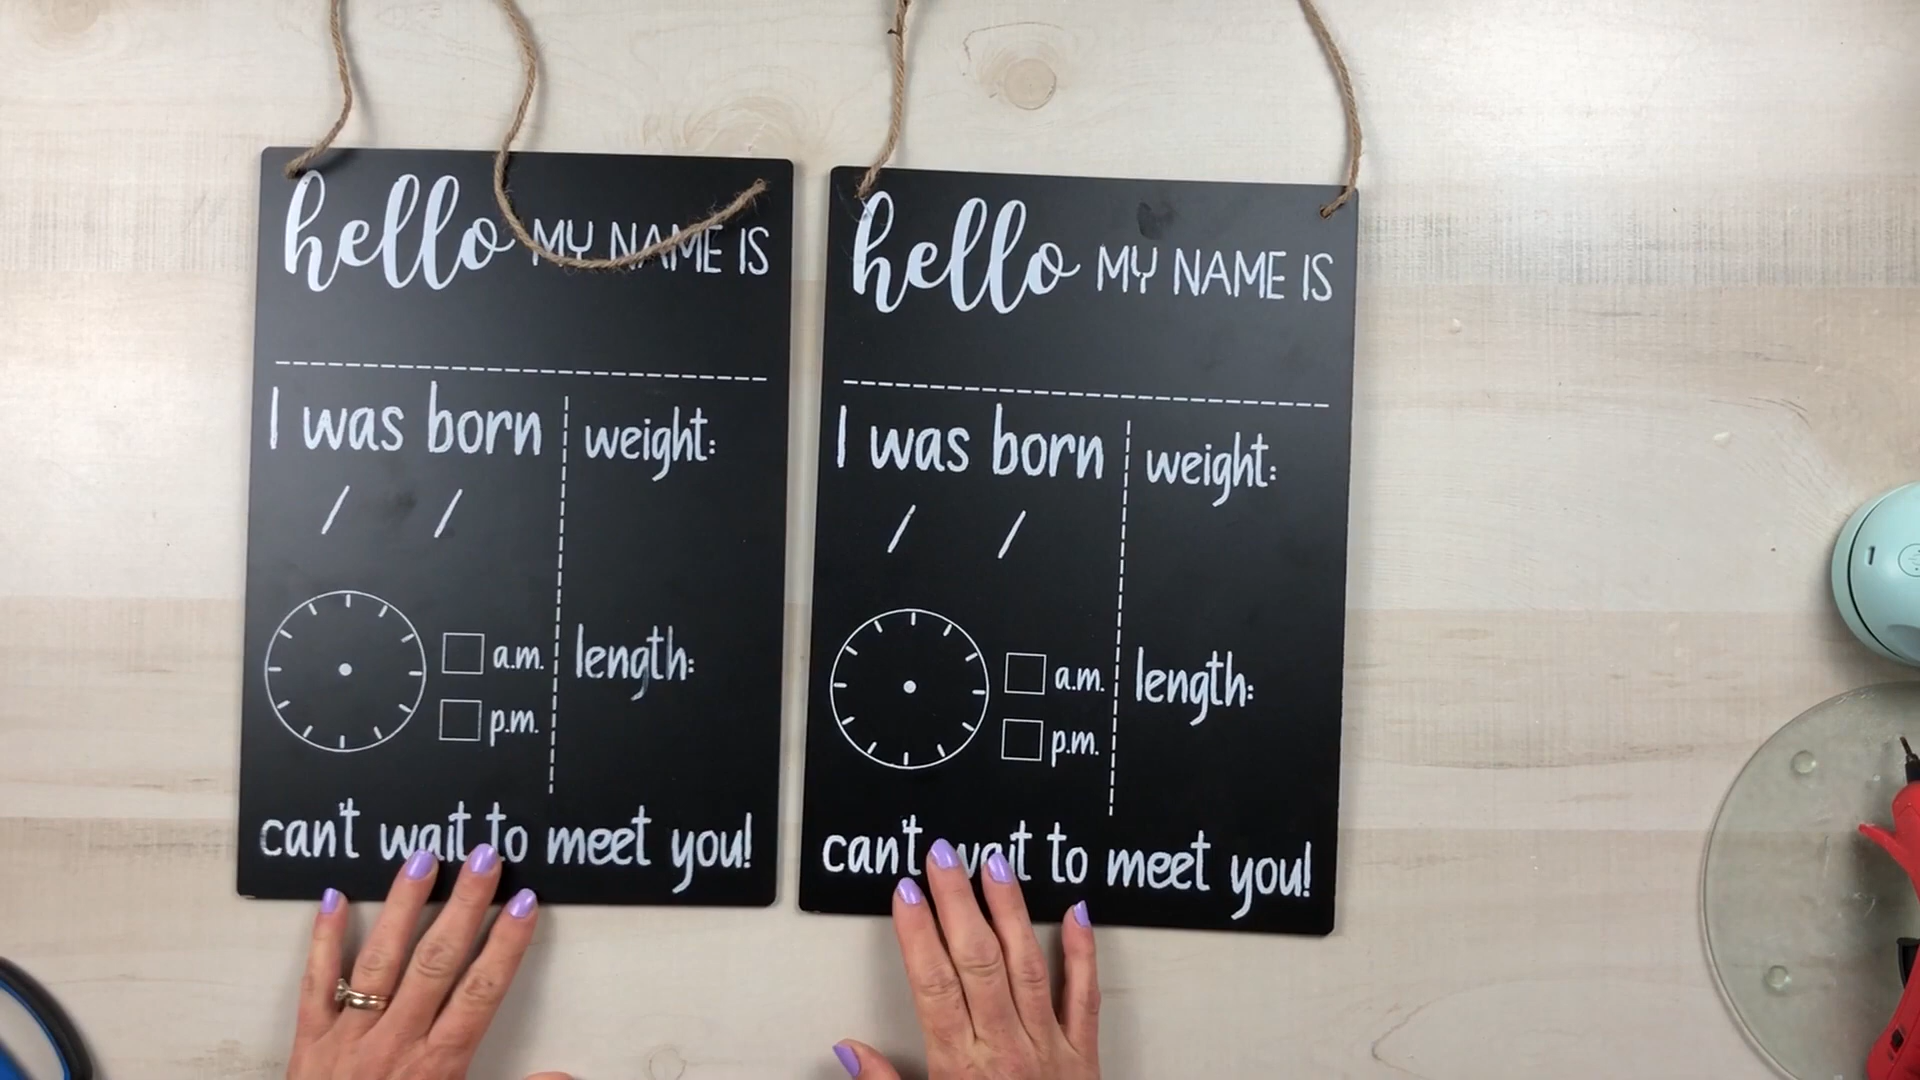 hello MY NAME IS
I was born
/ /
a.m.
p.m.
weight:
length:
can't wait to meet you!
hello MY NAME IS
I was born
/ /
a.m.
p.m.
weight:
length:
can't wait to meet you!